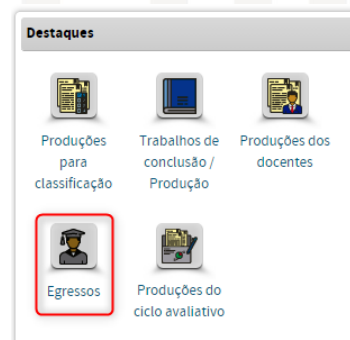 Destaques
Produções Trabalhos de Produções dos
para conclusão / docentes
classificação Produção
Egressos Produções do
ciclo avaliativo